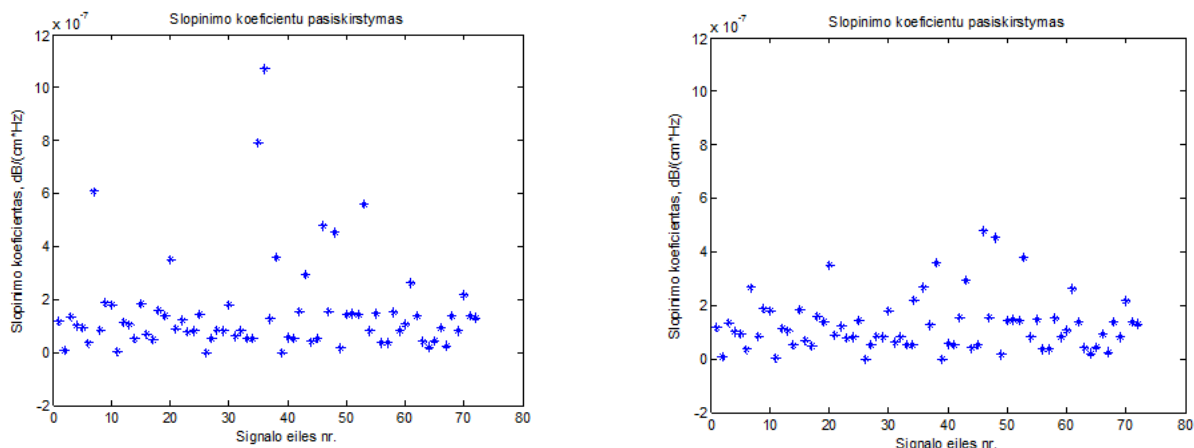 Slopinimo koeficientu pasiskirstymas
x 10⁻⁷
12
10
8
6
4
2
0
-2
Slopinimo koeficientas, dB/(cm*Hz)
0 10 20 30 40 50 60 70 80
Signalo eiles nr.
Slopinimo koeficientu pasiskirstymas
x 10⁻⁷
12
10
8
6
4
2
0
-2
Slopinimo koeficientas, dB/(cm*Hz)
0 10 20 30 40 50 60 70 80
Signalo eiles nr.